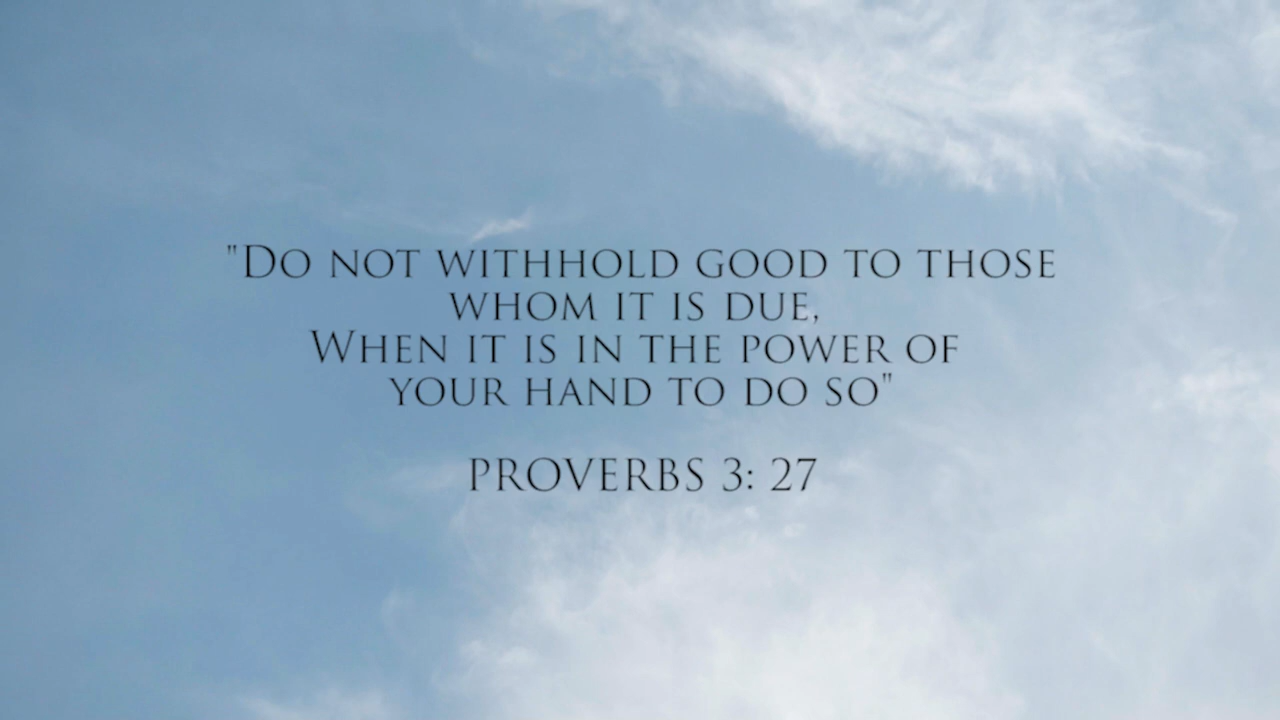 "Do not withhold good to those
whom it is due,
When it is in the power of
your hand to do so"
PROVERBS 3: 27